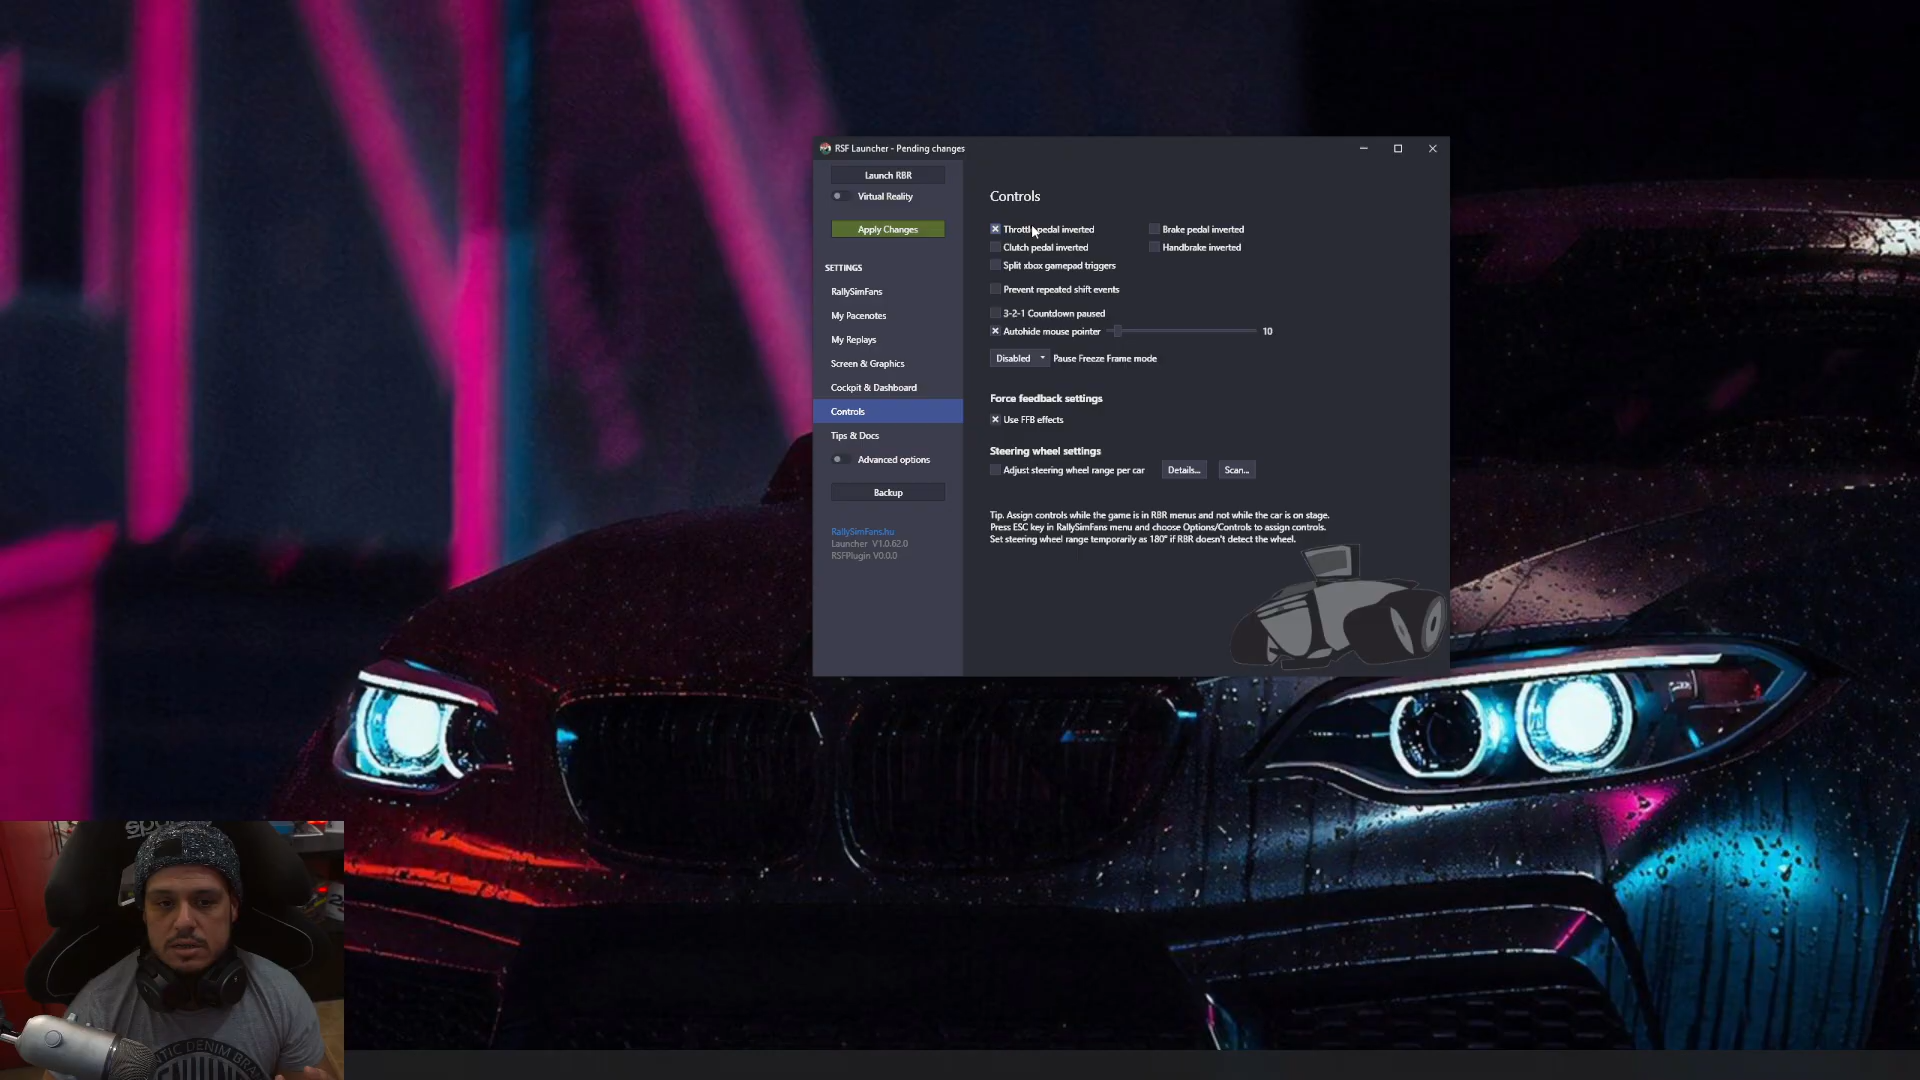 RSF Launcher - Pending changes
Launch RBR
Virtual Reality
Apply Changes
SETTINGS
RallySimFans
My Pacenotes
My Replays
Screen & Graphics
Cockpit & Dashboard
Controls
Tips & Docs
Advanced options
Backup
RallySimFans.hu
Launcher V1.0.62.0
RSFPlugin V0.0.0
Controls
Throttle pedal inverted
Brake pedal inverted
Clutch pedal inverted
Handbrake inverted
Split xbox gamepad triggers
Prevent repeated shift events
3-2-1 Countdown paused
Autohide mouse pointer 10
Disabled Pause Freeze Frame mode
Force feedback settings
Use FFB effects
Steering wheel settings
Adjust steering wheel range per car Details... Scan...
Tip. Assign controls while the game is in RBR menus and not while the car is on stage.
Press ESC key in RallySimFans menu and choose Options/Controls to assign controls.
Set steering wheel range temporarily as 180° if RBR doesn't detect the wheel.
DENIM